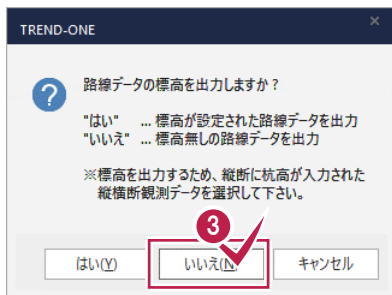 TREND-ONE
路線データの標高を出力しますか？
"はい" … 標高が設定された路線データを出力
"いいえ" … 標高無しの路線データを出力
※標高を出力するため、縦断に杭高が入力された
縦横断観測データを選択して下さい。
3
はい(Y) いいえ(N キャンセル